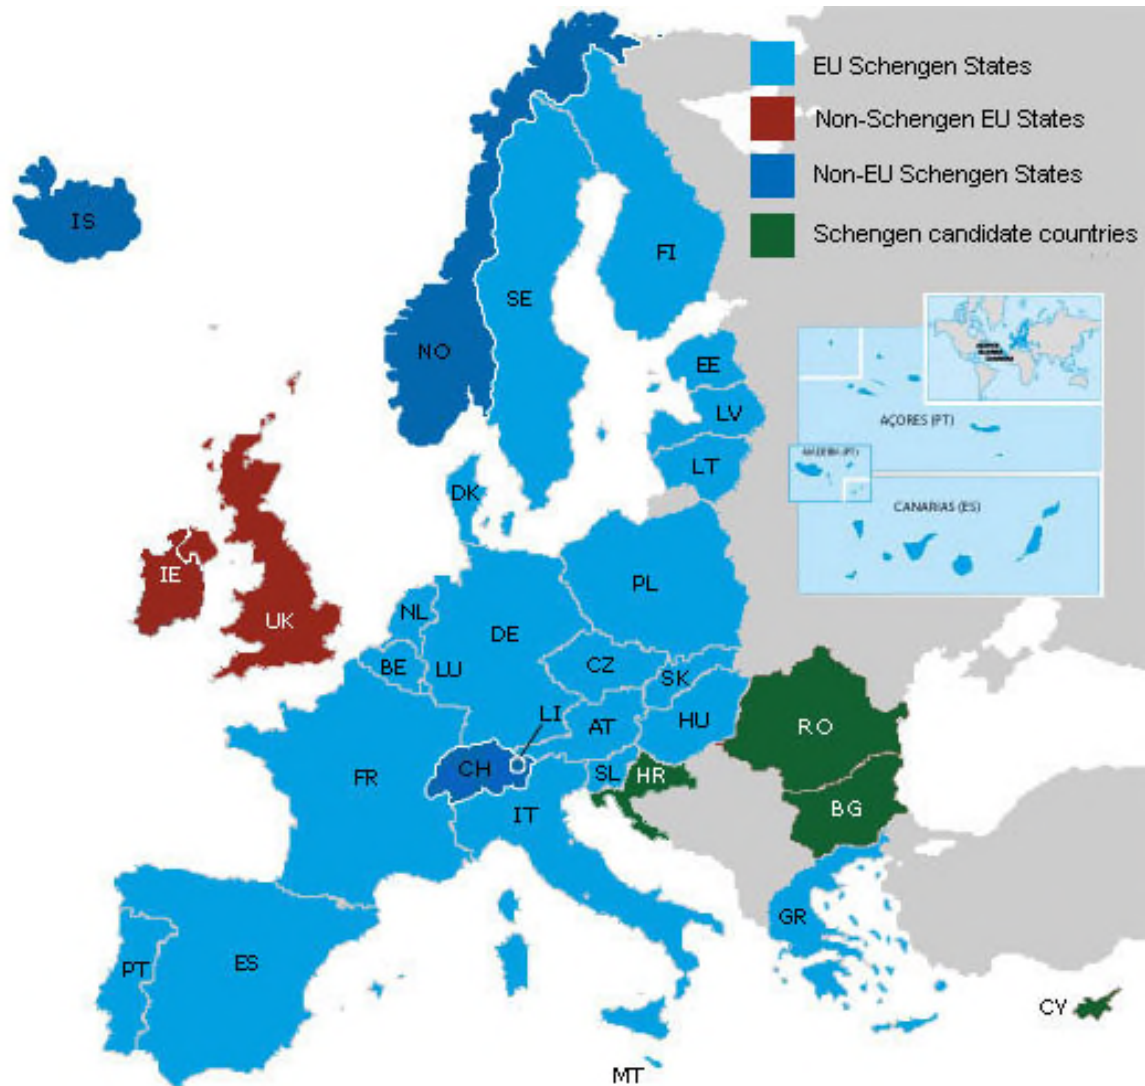 EU Schengen States
Non-Schengen EU States
Non-EU Schengen States
Schengen candidate countries
IS
FI
SE
NO
EE
LV
LT
DK
AÇORES (PT)
MADEIRA (PT)
CANARIAS (ES)
IE
UK
NL
DE
PL
BE
LU
CZ
SK
LI
AT
HU
RO
FR
CH
SL
HR
IT
BG
PT
ES
GR
CY
MT